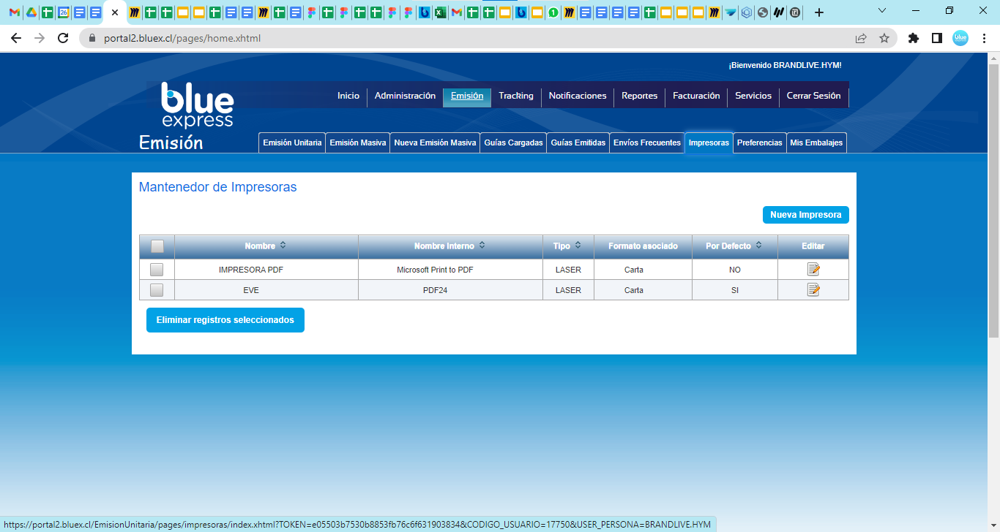 26
1
portal2.bluex.cl/pages/home.xhtml
blue
¡Bienvenido BRANDLIVE.HYM!
blue
express
Inicio Administración Emisión Tracking Notificaciones Reportes Facturación Servicios Cerrar Sesión
Emisión
Emisión Unitaria Emisión Masiva Nueva Emisión Masiva Guías Cargadas Guías Emitidas Envíos Frecuentes Impresoras Preferencias Mis Embalajes
Mantenedor de Impresoras
Nueva Impresora
Nombre Nombre Interno Tipo Formato asociado Por Defecto Editar
IMPRESORA PDF Microsoft Print to PDF LASER Carta NO
EVE PDF24 LASER Carta SI
Eliminar registros seleccionados
https://portal2.bluex.cl/EmisionUnitaria/pages/impresoras/index.xhtml?TOKEN=e05503b7530b8853fb76c6f631903834&CODIGO_USUARIO=17750&USER_PERSONA=BRANDLIVE.HYM